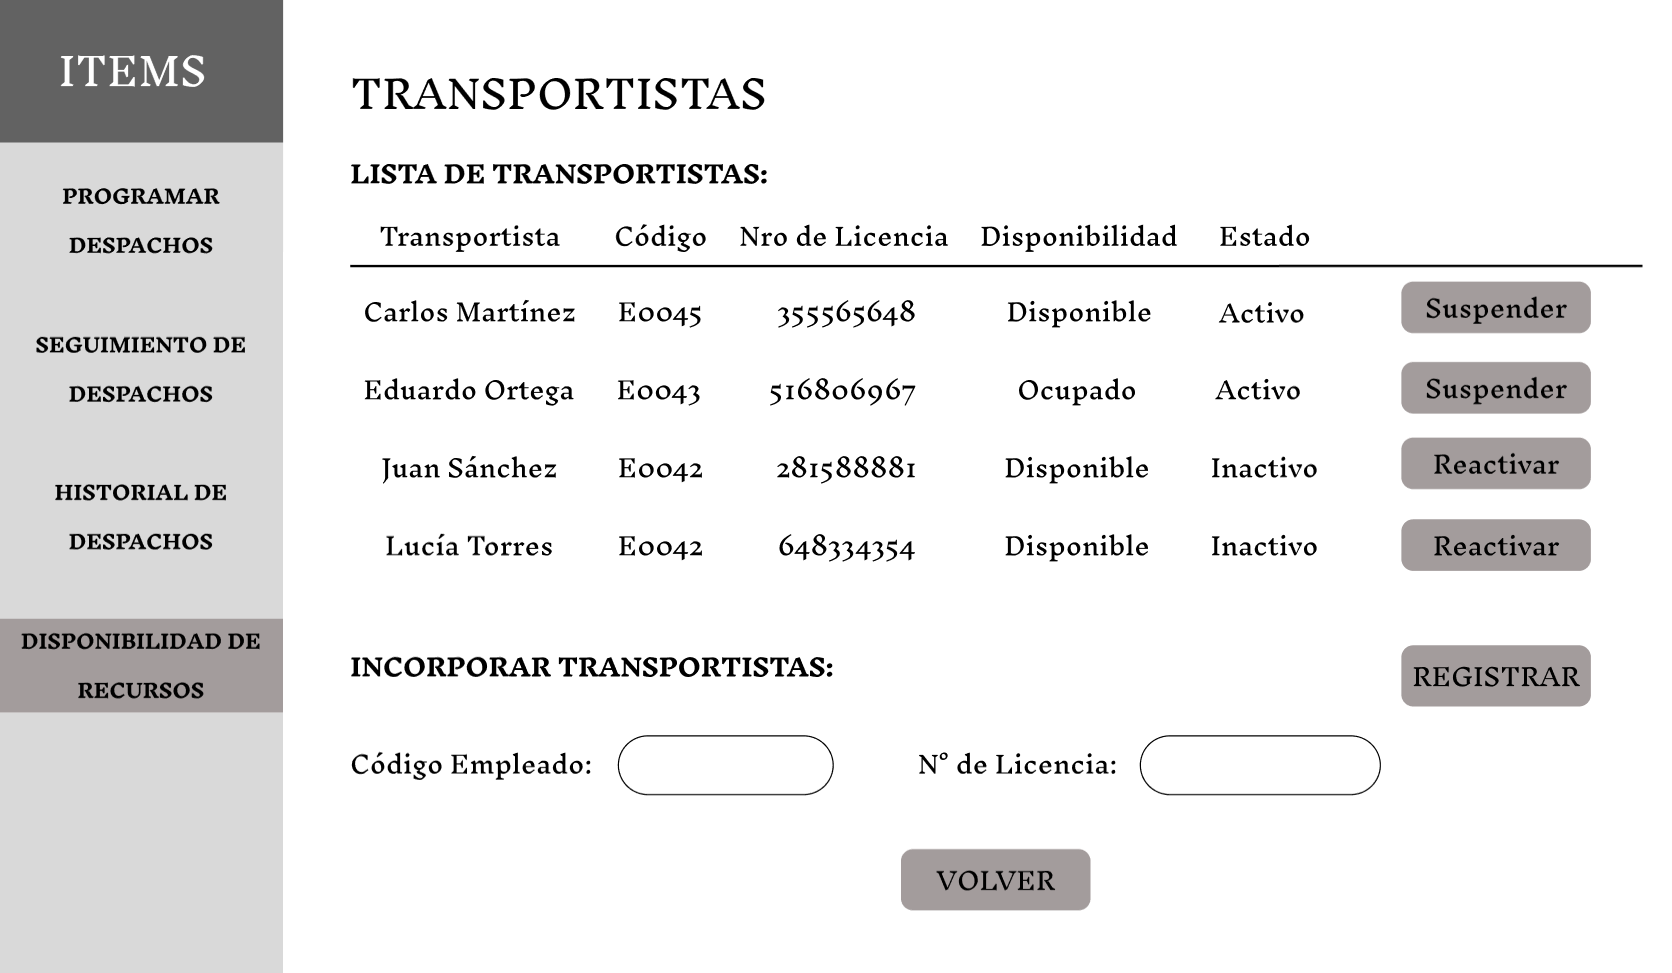 ITEMS
PROGRAMAR
DESPACHOS
SEGUIMIENTO DE
DESPACHOS
HISTORIAL DE
DESPACHOS
DISPONIBILIDAD DE
RECURSOS
TRANSPORTISTAS
LISTA DE TRANSPORTISTAS:
Transportista Código Nro de Licencia Disponibilidad Estado
Carlos Martínez E0045 355565648 Disponible Activo Suspender
Eduardo Ortega E0043 516806967 Ocupado Activo Suspender
Juan Sánchez E0042 281588881 Disponible Inactivo Reactivar
Lucía Torres E0042 648334354 Disponible Inactivo Reactivar
INCORPORAR TRANSPORTISTAS: REGISTRAR
Código Empleado: N° de Licencia:
VOLVER